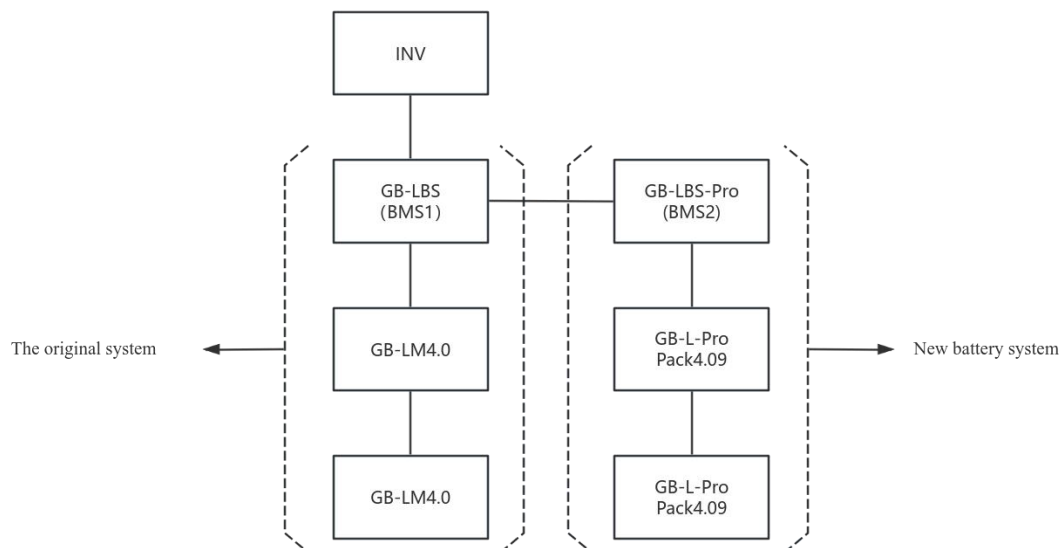 INV
GB-LBS
(BMS1)
GB-LBS-Pro
(BMS2)
The original system
GB-LM4.0
GB-L-Pro
Pack4.09
New battery system
GB-LM4.0
GB-L-Pro
Pack4.09